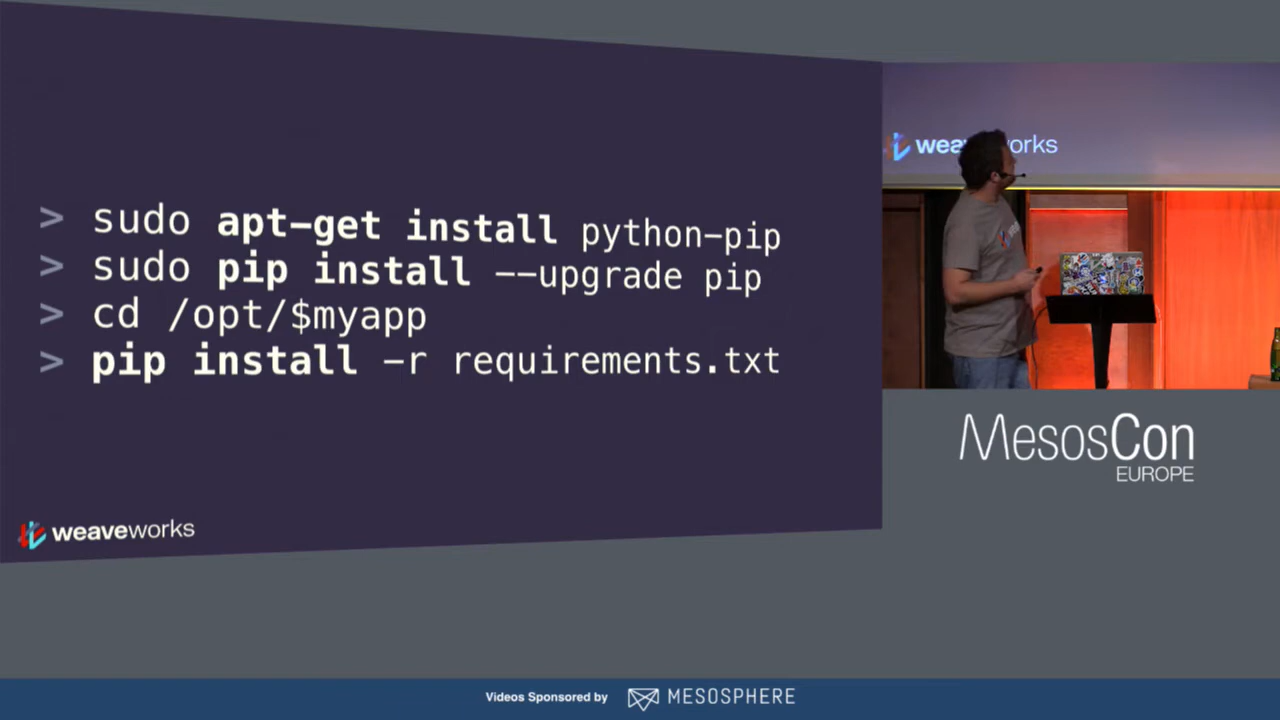 > sudo apt-get install python-pip
> sudo pip install --upgrade pip
> cd /opt/$myapp
> pip install -r requirements.txt
weaveworks
weaveworks
MesosCon
EUROPE
Videos Sponsored by MESOSPHERE